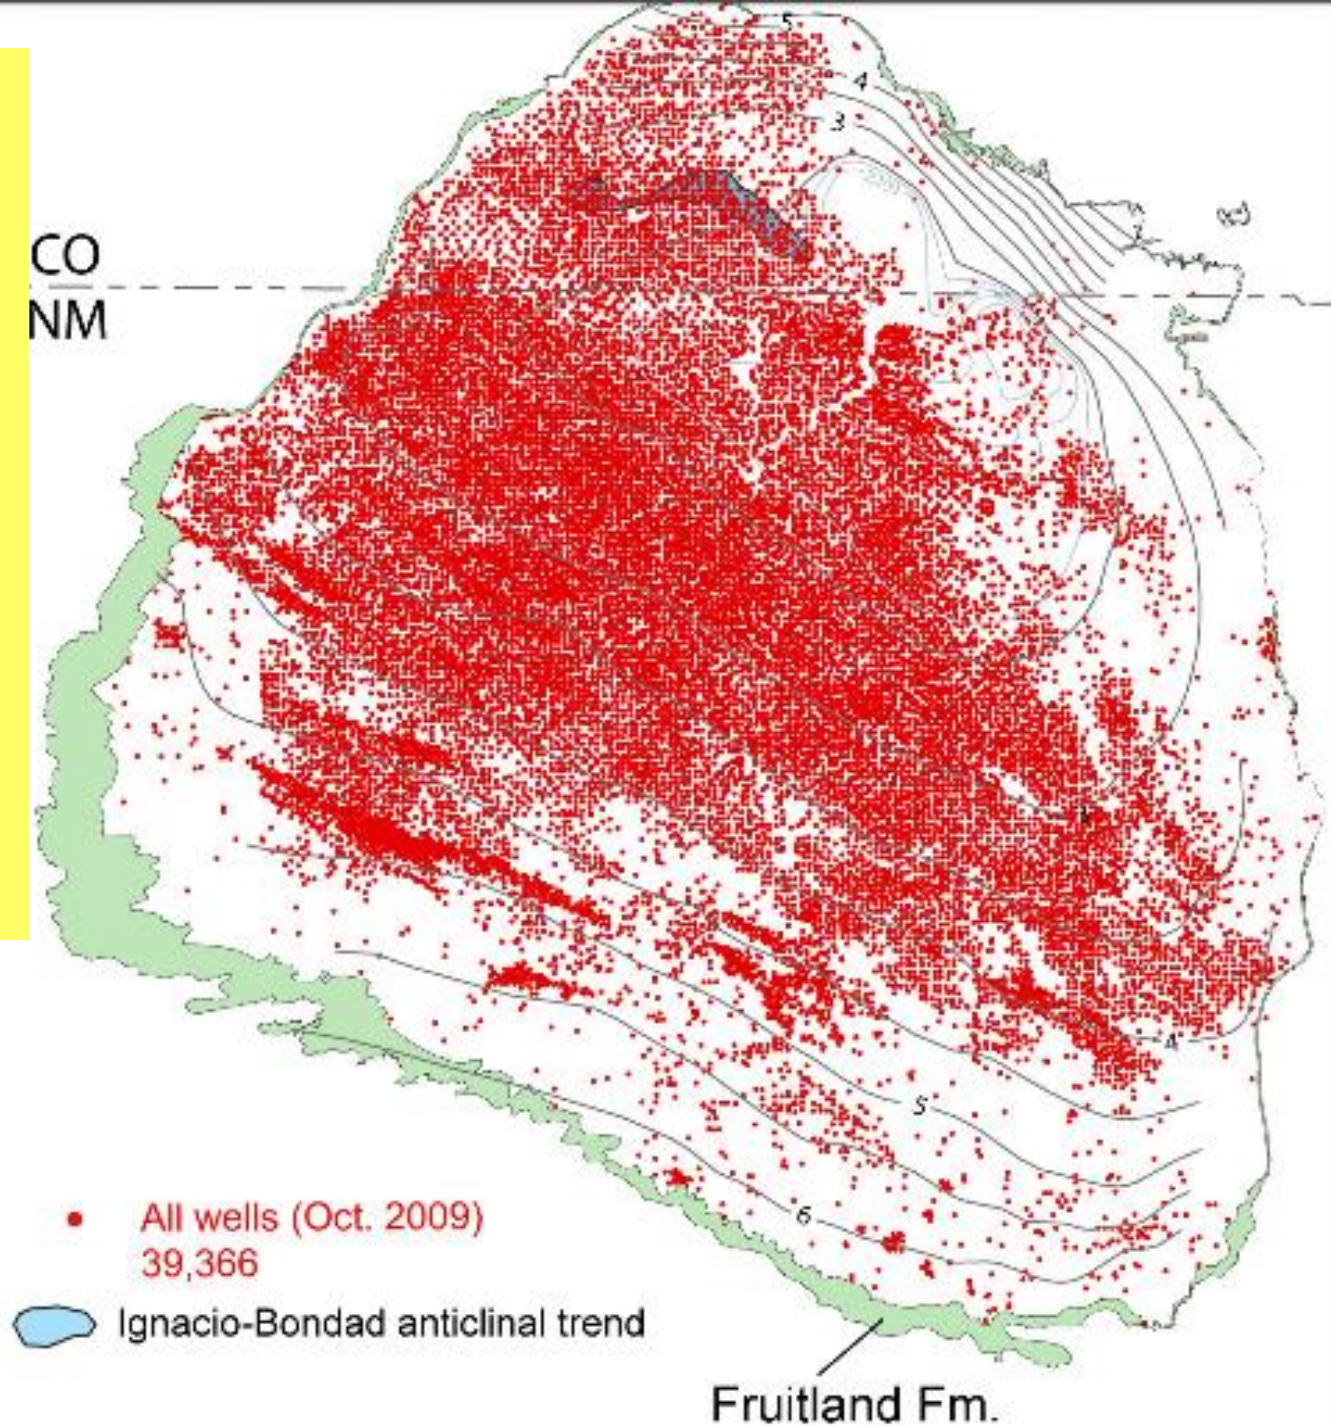 5
4
3
CO
NM
4
5
6
All wells (Oct. 2009)
39,366
Ignacio-Bondad anticlinal trend
Fruitland Fm.